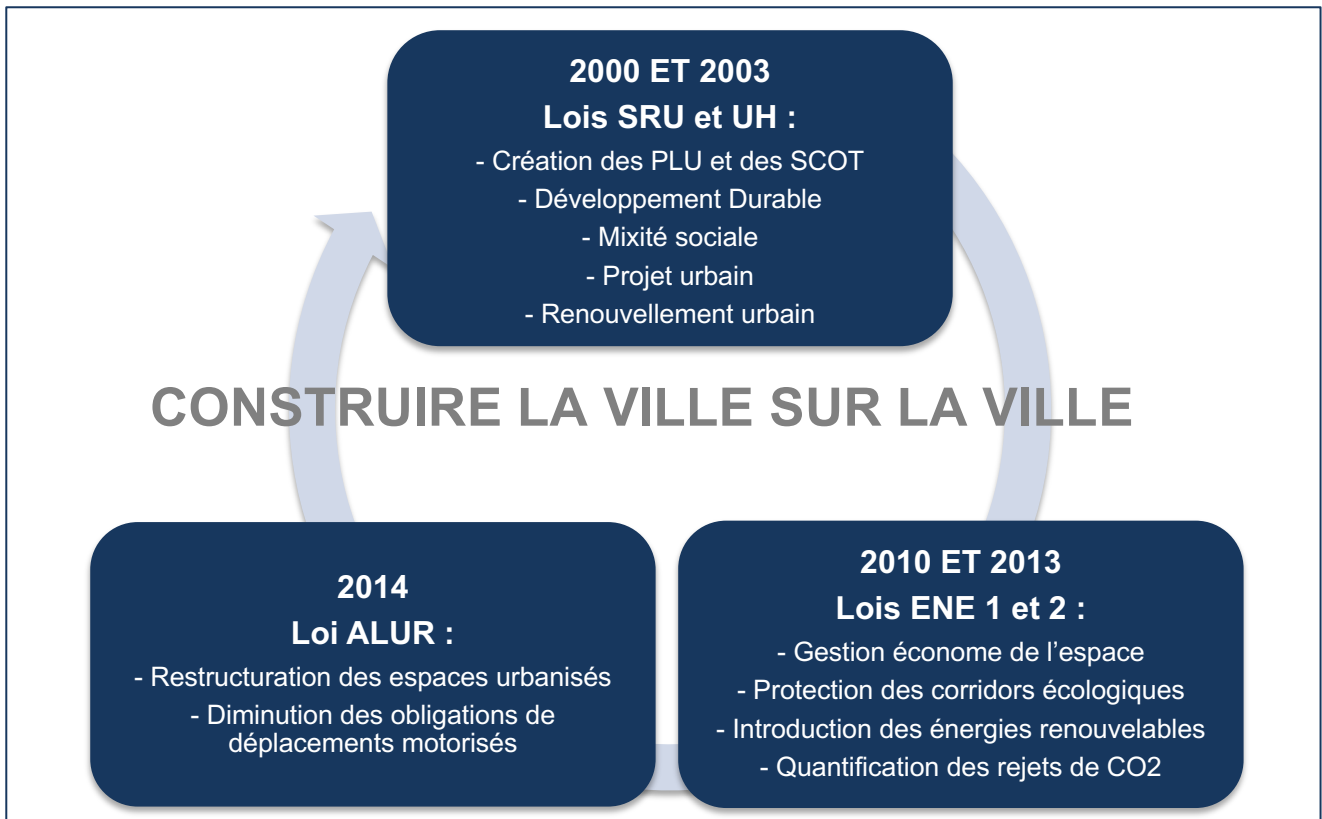 2000 ET 2003
Lois SRU et UH :
- Création des PLU et des SCOT
- Développement Durable
- Mixité sociale
- Projet urbain
- Renouvellement urbain
CONSTRUIRE LA VILLE SUR LA VILLE
2014
Loi ALUR :
- Restructuration des espaces urbanisés
- Diminution des obligations de
déplacements motorisés
2010 ET 2013
Lois ENE 1 et 2 :
- Gestion économe de l’espace
- Protection des corridors écologiques
- Introduction des énergies renouvelables
- Quantification des rejets de CO2